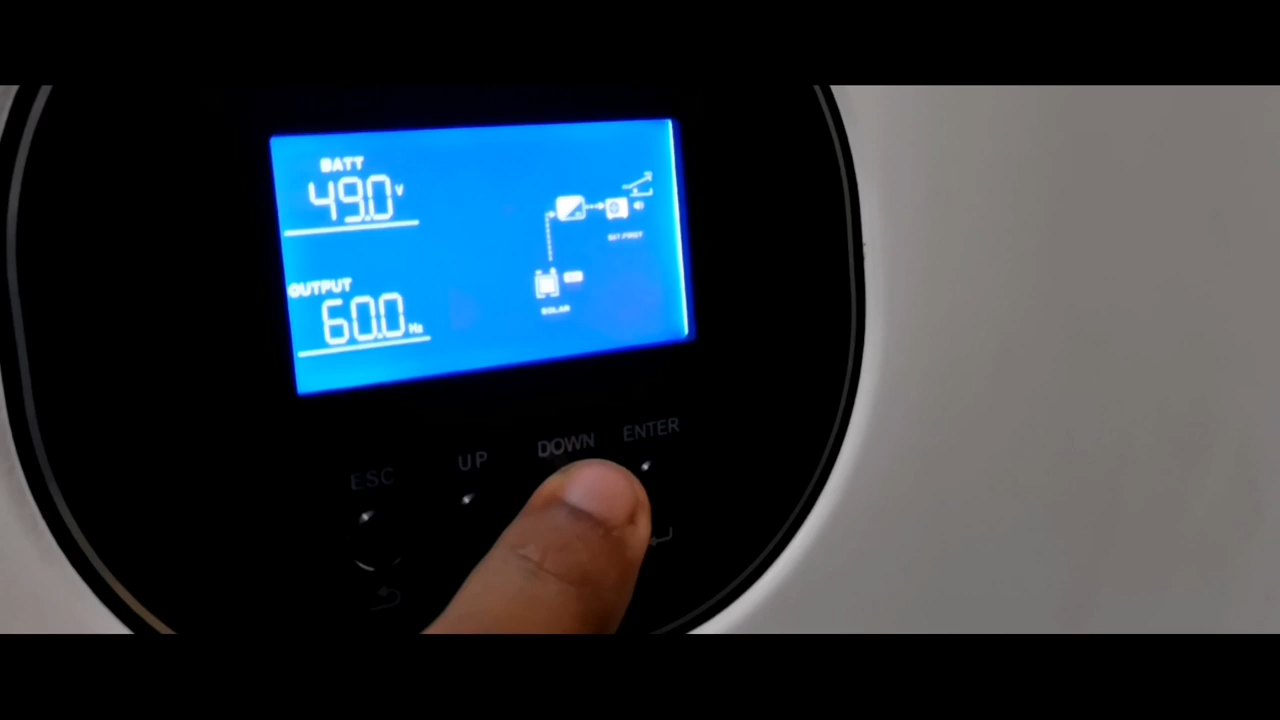 BATT
49.0 V
OUTPUT
60.0 Hz
SOLAR
ESC
UP
DOWN
ENTER